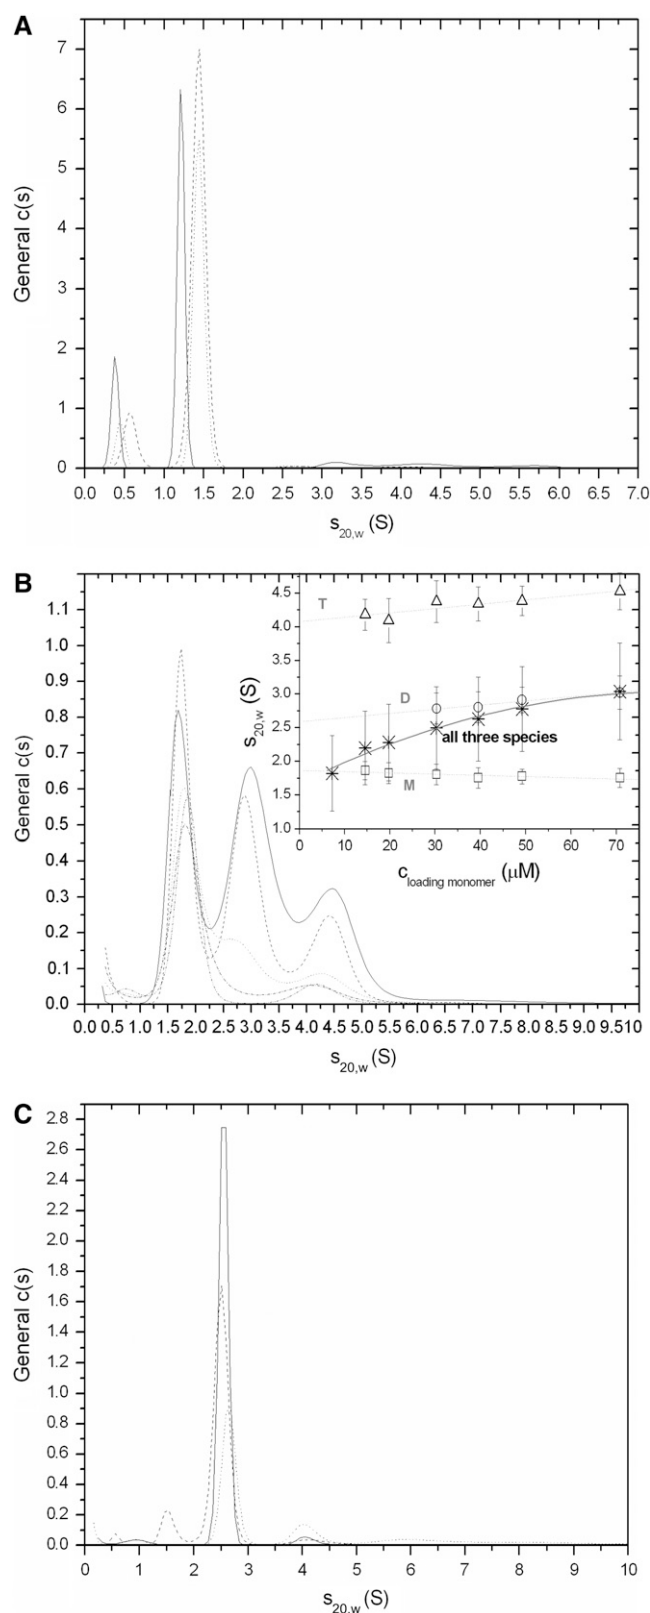 A
General c(s)
7
6
5
4
3
2
1
0
0.0 0.5 1.0 1.5 2.0 2.5 3.0 3.5 4.0 4.5 5.0 5.5 6.0 6.5 7.0
s20,w (S)
B
General c(s)
1.1
1.0
0.9
0.8
0.7
0.6
0.5
0.4
0.3
0.2
0.1
0.0
0.0 0.5 1.0 1.5 2.0 2.5 3.0 3.5 4.0 4.5 5.0 5.5 6.0 6.5 7.0 7.5 8.0 8.5 9.0 9.5 10
s20,w (S)
s20,w (S)
4.5
4.0
3.5
3.0
2.5
2.0
1.5
1.0
T
D
all three species
M
0 10 20 30 40 50 60 70
cloading monomer (μM)
C
General c(s)
2.8
2.6
2.4
2.2
2.0
1.8
1.6
1.4
1.2
1.0
0.8
0.6
0.4
0.2
0.0
0 1 2 3 4 5 6 7 8 9 10
s20,w (S)